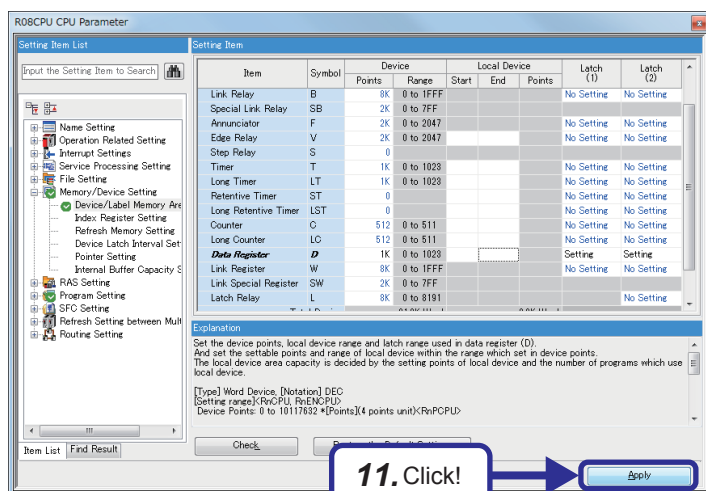 R08CPU CPU Parameter
Setting Item List
Input the Setting Item to Search
Name Setting
Operation Related Setting
Interrupt Settings
Service Processing Setting
File Setting
Memory/Device Setting
Device/Label Memory Are
Index Register Setting
Refresh Memory Setting
Device Latch Interval Set
Pointer Setting
Internal Buffer Capacity S
RAS Setting
Program Setting
SFC Setting
Refresh Setting between Mult
Routing Setting
Item List Find Result
Setting Item
Item Symbol Device Local Device Latch (1) Latch (2)
Points Range Start End Points
Link Relay B 8K 0 to 1FFF No Setting No Setting
Special Link Relay SB 2K 0 to 7FF
Annunciator F 2K 0 to 2047 No Setting No Setting
Edge Relay V 2K 0 to 2047 No Setting No Setting
Step Relay S 0
Timer T 1K 0 to 1023 No Setting No Setting
Long Timer LT 1K 0 to 1023 No Setting No Setting
Retentive Timer ST 0 No Setting No Setting
Long Retentive Timer LST 0 No Setting No Setting
Counter C 512 0 to 511 No Setting No Setting
Long Counter LC 512 0 to 511 No Setting No Setting
Data Register D 1K 0 to 1023 Setting Setting
Link Register W 8K 0 to 1FFF No Setting No Setting
Link Special Register SW 2K 0 to 7FF
Latch Relay L 8K 0 to 8191 No Setting
Explanation
Set the device points, local device range and latch range used in data register (D).
And set the settable points and range of local device within the range which set in device points.
The local device area capacity is decided by the setting points of local device and the number of programs which use
local device.
[Type] Word Device, [Notation] DEC
[Setting range]<RnCPU, RnENCPU>
Device Points: 0 to 10117632 *[Points](4 points unit)<RnPCPU>
Check
11. Click!
Apply